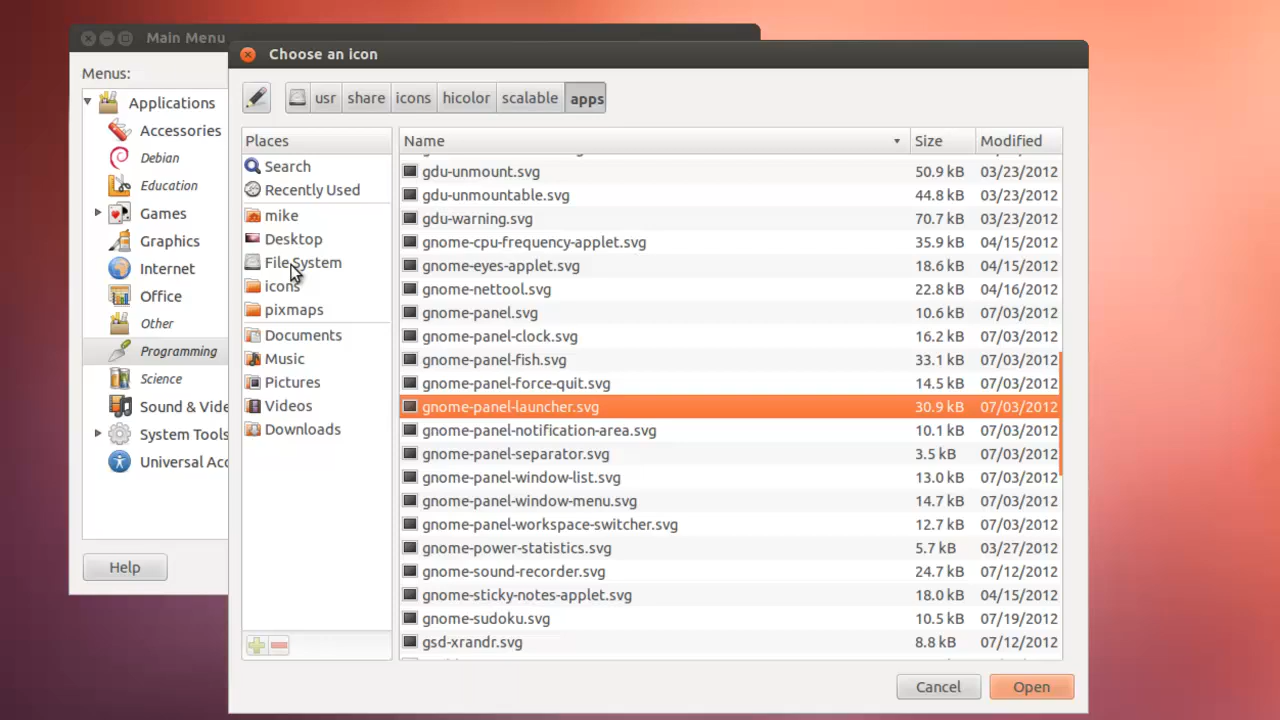 Main Menu
Choose an icon
Menus:
Applications
Accessories
Debian
Education
Games
Graphics
Internet
Office
Other
Programming
Science
Sound & Vide
System Tools
Universal Acc
Help
usr share icons hicolor scalable apps
Places
Search
Recently Used
mike
Desktop
File System
icons
pixmaps
Documents
Music
Pictures
Videos
Downloads
Name Size Modified
gdu-unmount.svg 50.9 kB 03/23/2012
gdu-unmountable.svg 44.8 kB 03/23/2012
gdu-warning.svg 70.7 kB 03/23/2012
gnome-cpu-frequency-applet.svg 35.9 kB 04/15/2012
gnome-eyes-applet.svg 18.6 kB 04/15/2012
gnome-nettool.svg 22.8 kB 04/16/2012
gnome-panel.svg 10.6 kB 07/03/2012
gnome-panel-clock.svg 16.2 kB 07/03/2012
gnome-panel-fish.svg 33.1 kB 07/03/2012
gnome-panel-force-quit.svg 14.5 kB 07/03/2012
gnome-panel-launcher.svg 30.9 kB 07/03/2012
gnome-panel-notification-area.svg 10.1 kB 07/03/2012
gnome-panel-separator.svg 3.5 kB 07/03/2012
gnome-panel-window-list.svg 13.0 kB 07/03/2012
gnome-panel-window-menu.svg 14.7 kB 07/03/2012
gnome-panel-workspace-switcher.svg 12.7 kB 07/03/2012
gnome-power-statistics.svg 5.7 kB 03/27/2012
gnome-sound-recorder.svg 24.7 kB 07/12/2012
gnome-sticky-notes-applet.svg 18.0 kB 04/15/2012
gnome-sudoku.svg 10.5 kB 07/19/2012
gsd-xrandr.svg 8.8 kB 07/12/2012
Cancel Open